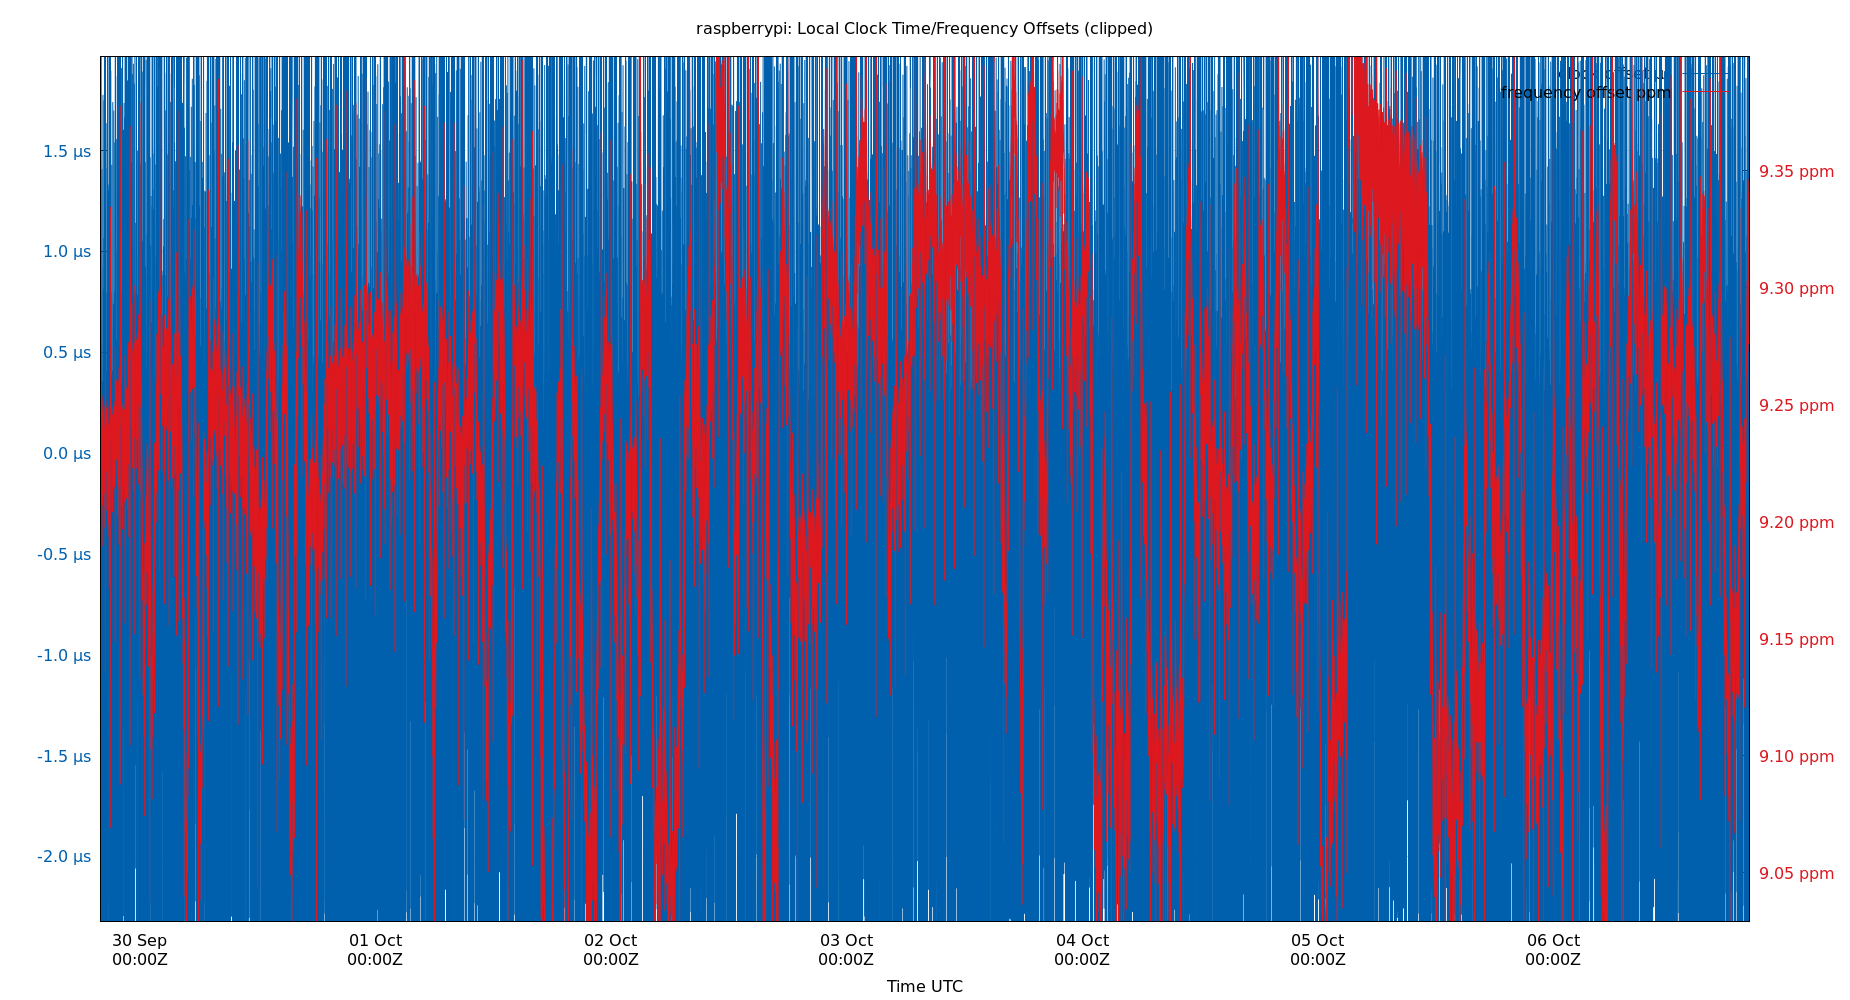 raspberrypi: Local Clock Time/Frequency Offsets (clipped)
clock offset µs
frequency offset ppm
1.5 µs
1.0 µs
0.5 µs
0.0 µs
-0.5 µs
-1.0 µs
-1.5 µs
-2.0 µs
9.35 ppm
9.30 ppm
9.25 ppm
9.20 ppm
9.15 ppm
9.10 ppm
9.05 ppm
30 Sep
00:00Z
01 Oct
00:00Z
02 Oct
00:00Z
03 Oct
00:00Z
04 Oct
00:00Z
05 Oct
00:00Z
06 Oct
00:00Z
Time UTC